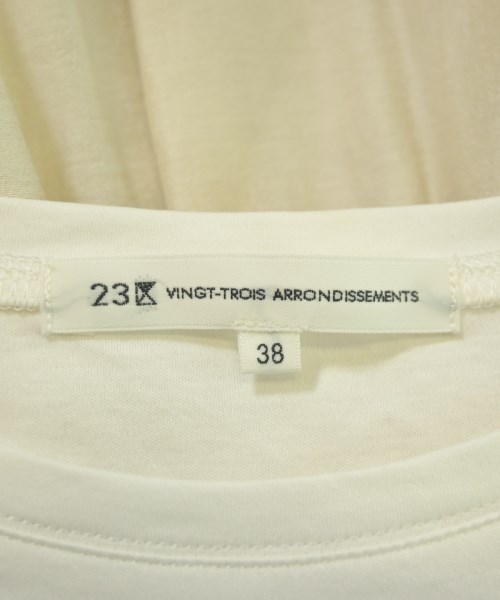 23区 VINGT-TROIS ARRONDISSEMENTS
38